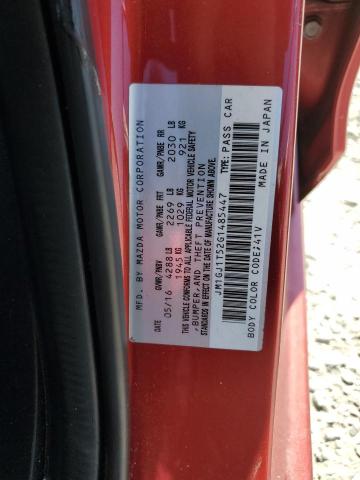 MFD. BY MAZDA MOTOR CORPORATION
05/16
GVWR/PNBV
4288 LB
1945 KG
GAWR/PNBE FRT
2269 LB
1029 KG
GAWR/PNBE RR
2030 LB
921 KG
THIS VEHICLE CONFORMS TO ALL APPLICABLE FEDERAL MOTOR VEHICLE SAFETY
, BUMPER, AND THEFT PREVENTION
STANDARDS IN EFFECT ON THE DATE OF MANUFACTURE SHOWN ABOVE.
JM1GJ1T52G1485447 TYPE: PASS CAR
BODY COLOR CODE: 41V MADE IN JAPAN